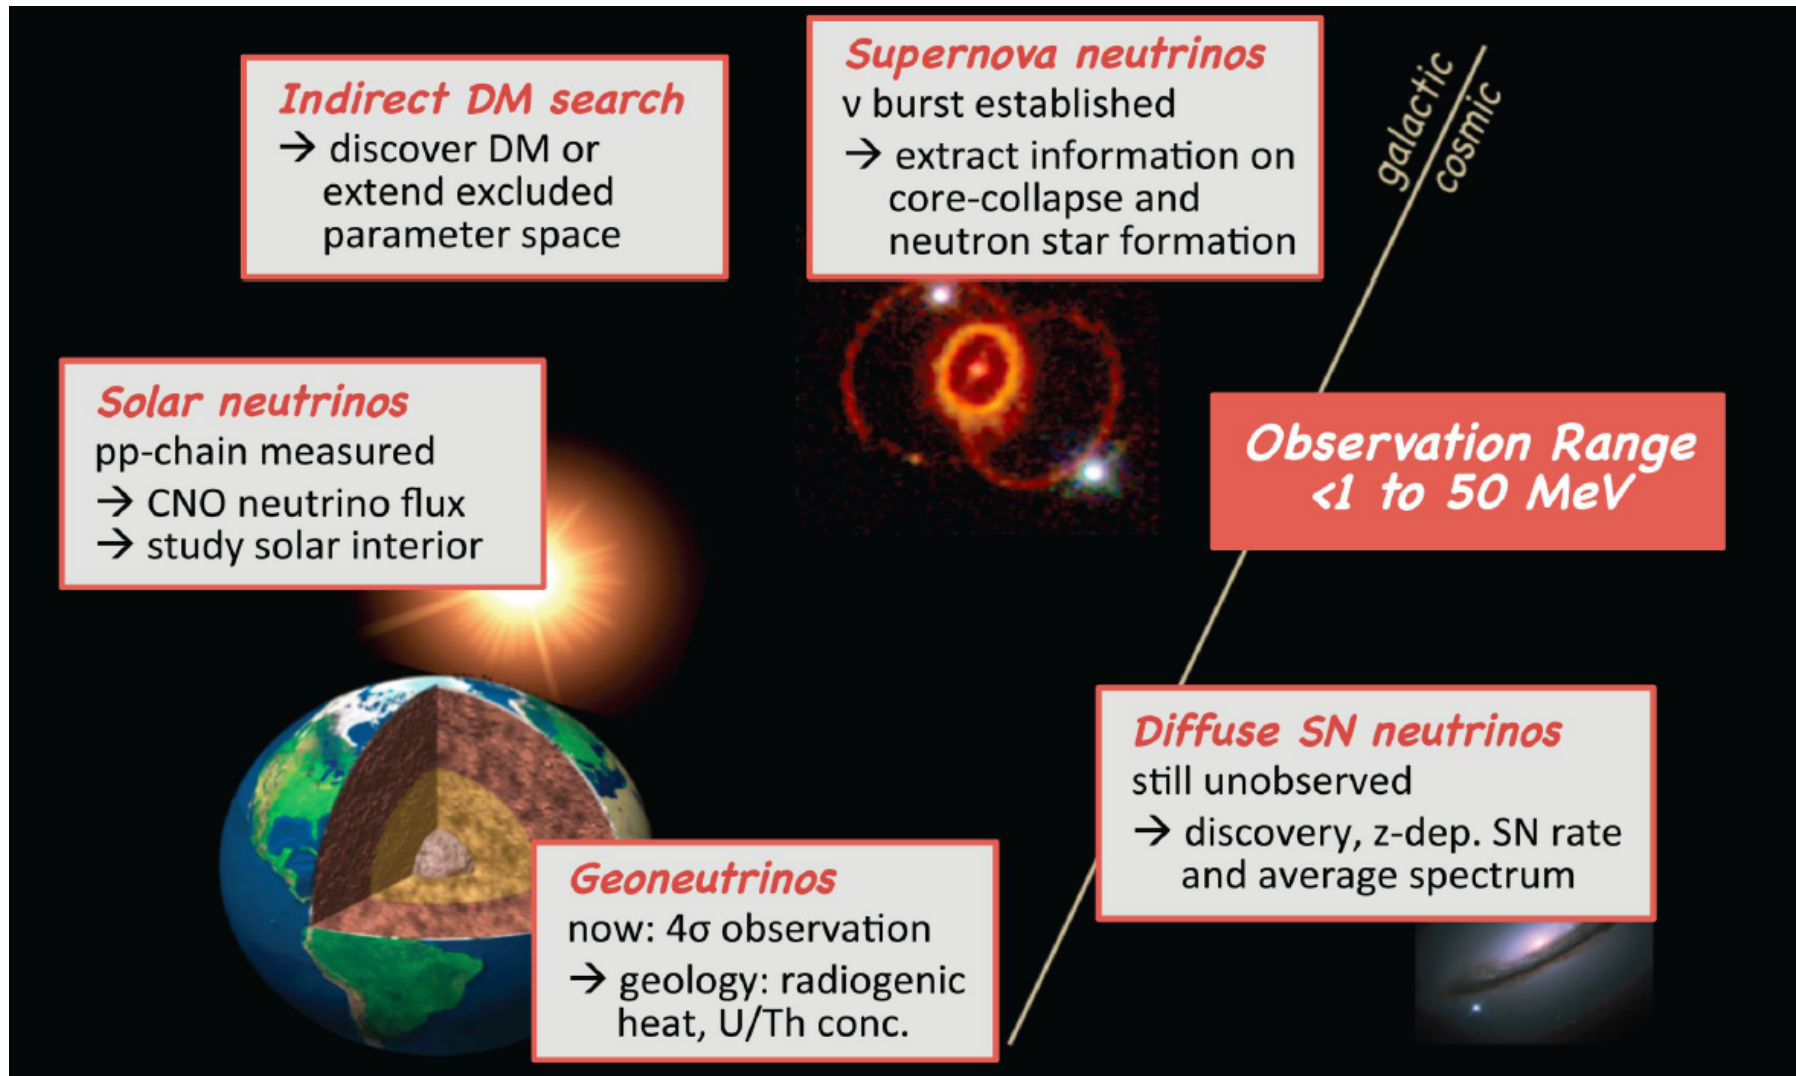 Indirect DM search
→ discover DM or
extend excluded
parameter space
Supernova neutrinos
ν burst established
→ extract information on
core-collapse and
neutron star formation
galactic
cosmic
Solar neutrinos
pp-chain measured
→ CNO neutrino flux
→ study solar interior
Observation Range
<1 to 50 MeV
Diffuse SN neutrinos
still unobserved
→ discovery, z-dep. SN rate
and average spectrum
Geoneutrinos
now: 4σ observation
→ geology: radiogenic
heat, U/Th conc.